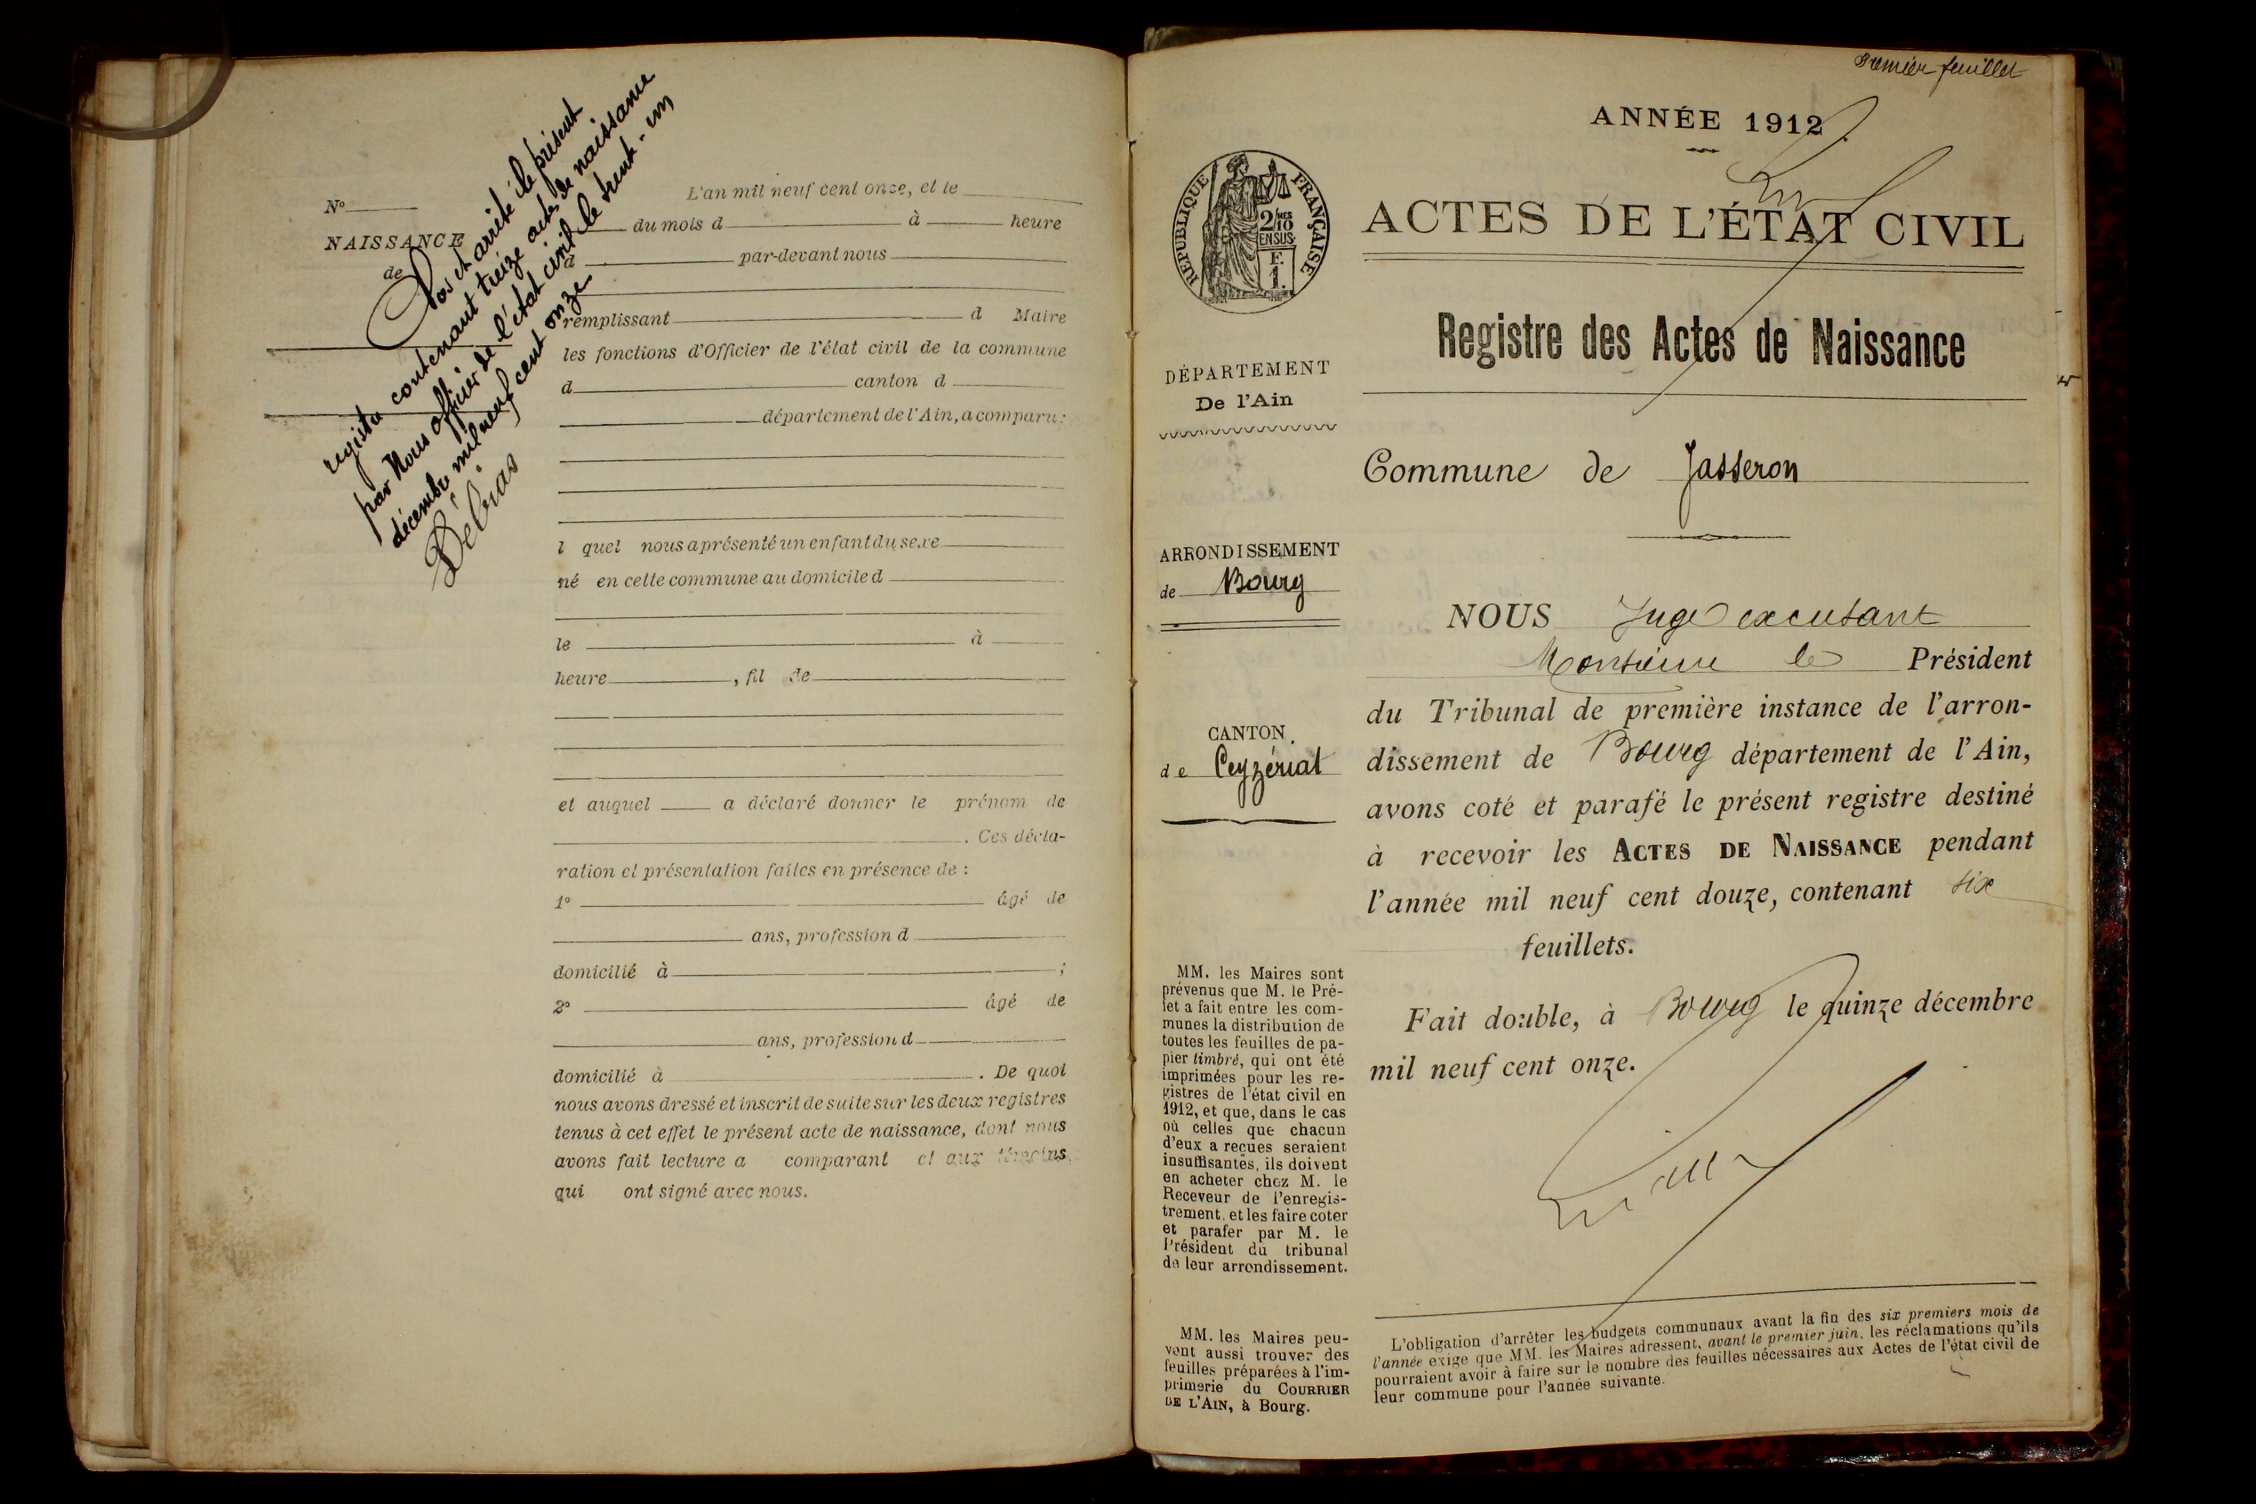 Clos et arrêté le présent
registre contenant treize actes de naissance
par Nous officier de l'état civil le trente-un
décembre mil neuf cent onze
N°
NAISSANCE
de
L'an mil neuf cent onze, et le
du mois d à heure
à par-devant nous
remplissant d Maire
les fonctions d'Officier de l'état civil de la commune
d canton d
département de l'Ain, a comparu :
l quel nous a présenté un enfant du sexe
né en cette commune au domicile d
le à
heure , fil de
et auquel a déclaré donner le prénom de
. Ces décla-
ration et présentation faites en présence de :
1° âgé de
ans, profession d
domicilié à ;
2° âgé de
ans, profession d
domicilié à . De quoi
nous avons dressé et inscrit de suite sur les deux registres
tenus à cet effet le présent acte de naissance, dont nous
avons fait lecture a comparant et aux témoins,
qui ont signé avec nous.
Premier feuillet
ANNÉE 1912
ACTES DE L'ÉTAT CIVIL
RÉPUBLIQUE FRANÇAISE
2/10 MES
EN SUS
F.
1.
Registre des Actes de Naissance
DÉPARTEMENT
De l'Ain
Commune de Jasseron
ARRONDISSEMENT
de Bourg
CANTON
de Ceyzériat
NOUS Juge excusant
Monsieur le Président
du Tribunal de première instance de l'arron-
dissement de Bourg département de l'Ain,
avons coté et parafé le présent registre destiné
à recevoir les ACTES DE NAISSANCE pendant
l'année mil neuf cent douze, contenant six
feuillets.
Fait double, à Bourg le quinze décembre
mil neuf cent onze.
MM. les Maires sont
prévenus que M. le Pré-
fet a fait entre les com-
munes la distribution de
toutes les feuilles de pa-
pier timbré, qui ont été
imprimées pour les re-
gistres de l'état civil en
1912, et que, dans le cas
où celles que chacun
d'eux a reçues seraient
insuffisantes, ils doivent
en acheter chez M. le
Receveur de l'enregis-
trement, et les faire coter
et parafer par M. le
Président du tribunal
de leur arrondissement.
MM. les Maires peu-
vent aussi trouver des
feuilles préparées à l'im-
primerie du COURRIER
DE L'AIN, à Bourg.
L'obligation d'arrêter les budgets communaux avant la fin des six premiers mois de
l'année exige que MM. les Maires adressent, avant le premier juin, les réclamations qu'ils
pourraient avoir à faire sur le nombre des feuilles nécessaires aux Actes de l'état civil de
leur commune pour l'année suivante.